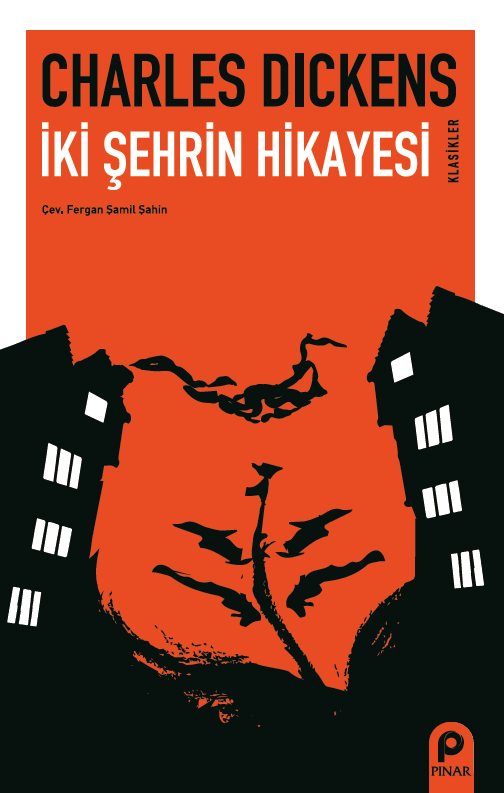 CHARLES DICKENS
İKİ ŞEHRİN HİKAYESİ
KLASİKLER
Çev. Fergan Şamil Şahin
PINAR